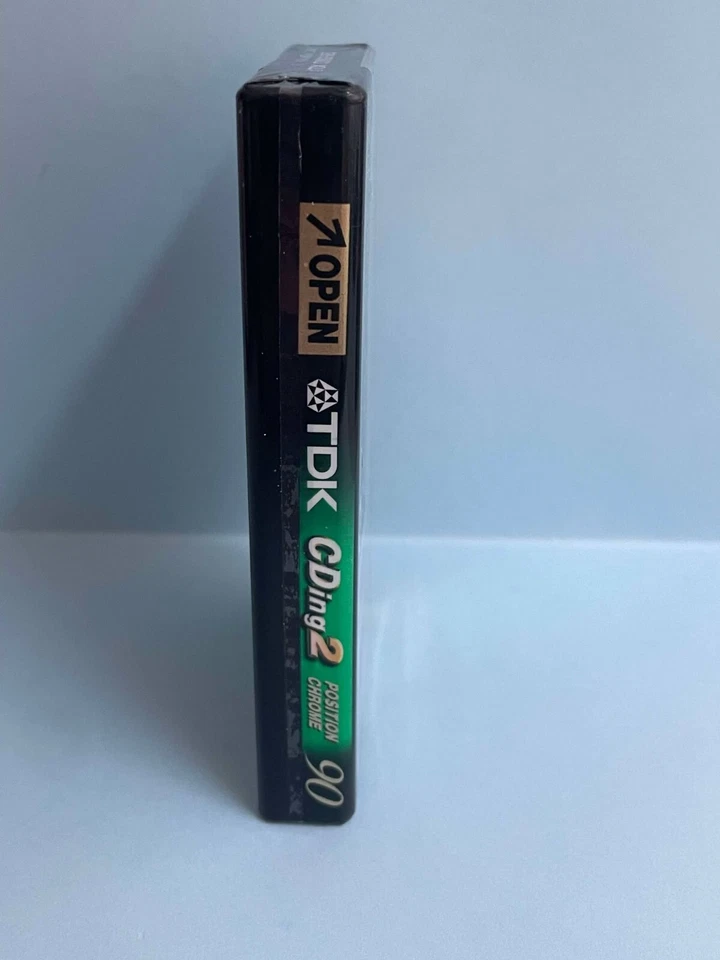 OPEN
TDK
CDing2
POSITION
CHROME
90